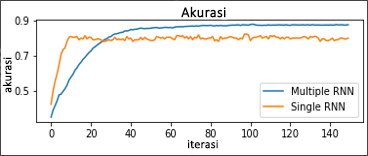 Akurasi
0.9
0.7
0.5
akurasi
Multiple RNN
Single RNN
0 20 40 60 80 100 120 140
iterasi